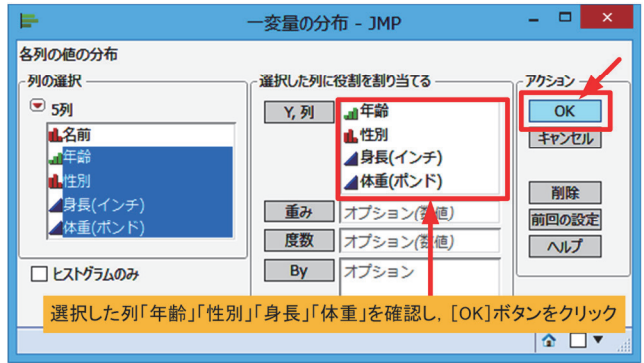 一変量の分布 - JMP
各列の値の分布
列の選択
5列
名前
年齢
性別
身長(インチ)
体重(ポンド)
ヒストグラムのみ
選択した列に役割を割り当てる
Y, 列
年齢
性別
身長(インチ)
体重(ポンド)
重み オプション(数値)
度数 オプション(数値)
By オプション
アクション
OK
キャンセル
削除
前回の設定
ヘルプ
選択した列「年齢」「性別」「身長」「体重」を確認し, [OK]ボタンをクリック